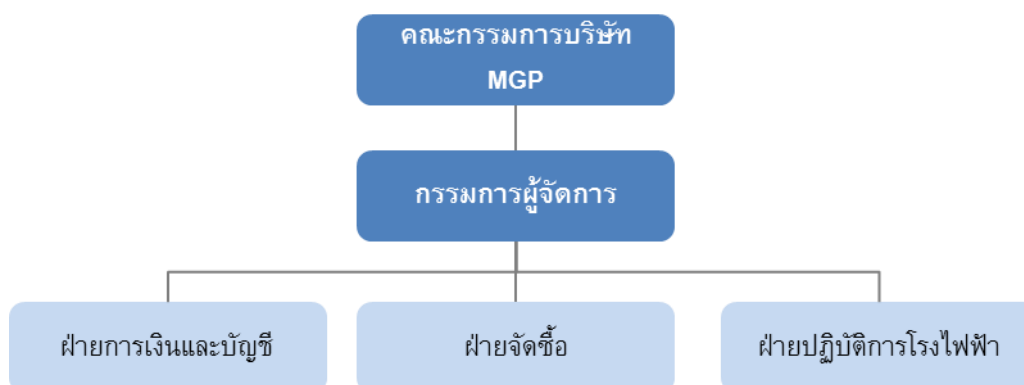 คณะกรรมการบริษัท
MGP
กรรมการผู้จัดการ
ฝ่ายการเงินและบัญชี
ฝ่ายจัดซื้อ
ฝ่ายปฏิบัติการโรงไฟฟ้า